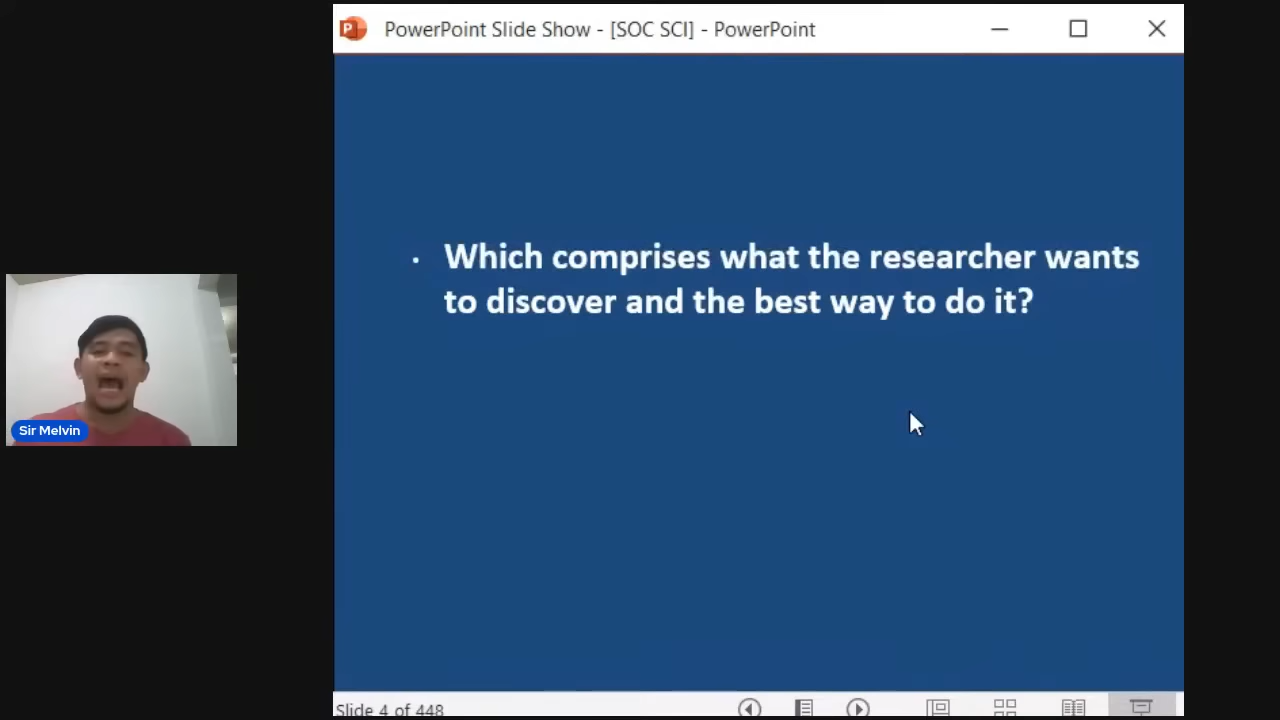 PowerPoint Slide Show - [SOC SCI] - PowerPoint
· Which comprises what the researcher wants
to discover and the best way to do it?
Sir Melvin
Slide 4 of 448